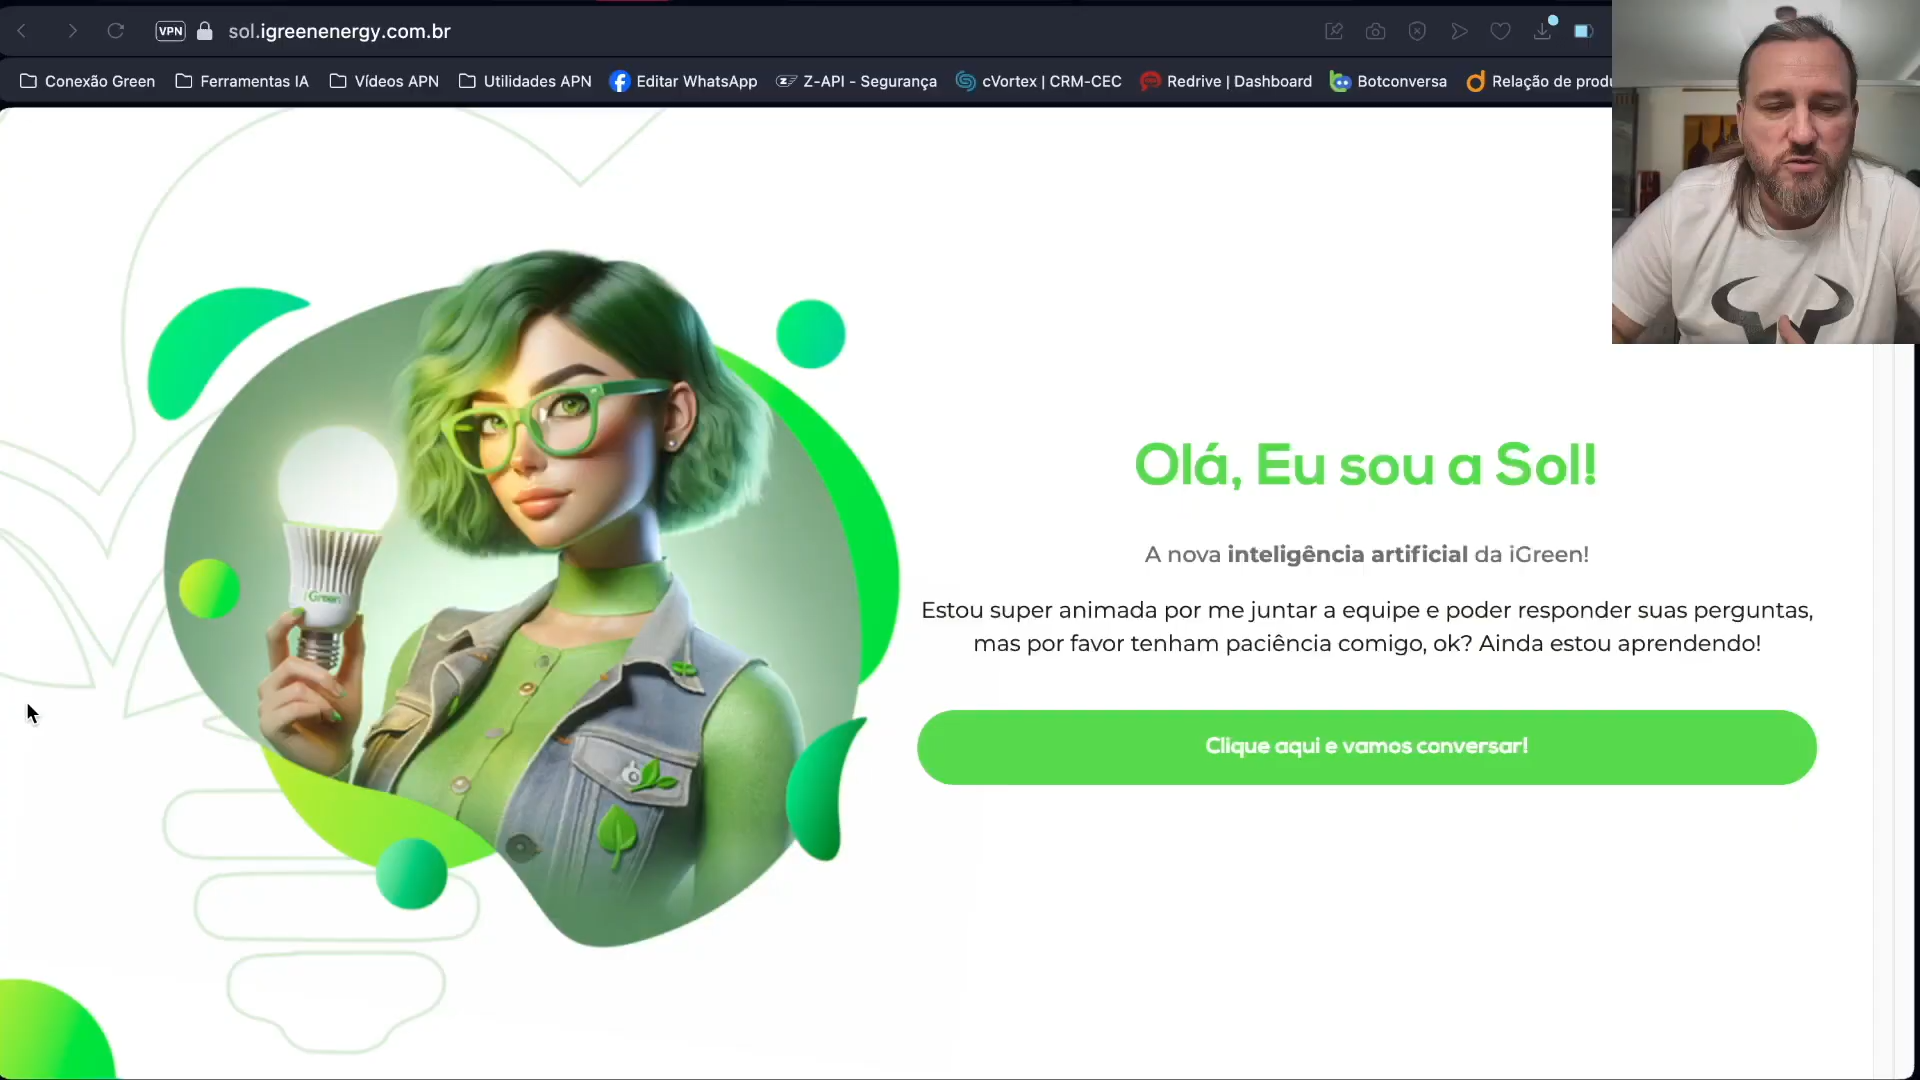 VPN
sol.igreenenergy.com.br
Conexão Green
Ferramentas IA
Vídeos APN
Utilidades APN
Editar WhatsApp
Z-API - Segurança
cVortex | CRM-CEC
Redrive | Dashboard
Botconversa
Relação de produ
iGreen
Olá, Eu sou a Sol!
A nova inteligência artificial da iGreen!
Estou super animada por me juntar a equipe e poder responder suas perguntas,
mas por favor tenham paciência comigo, ok? Ainda estou aprendendo!
Clique aqui e vamos conversar!